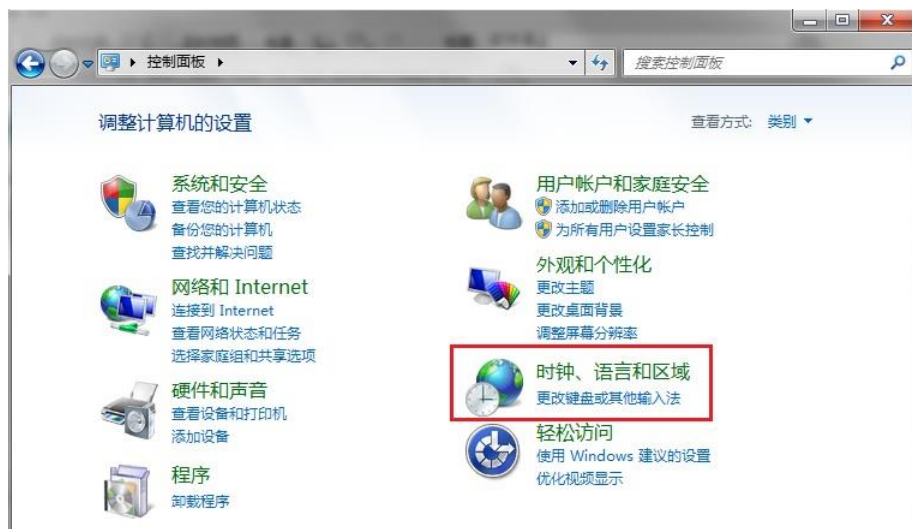 控制面板
搜索控制面板
调整计算机的设置
查看方式: 类别
系统和安全
查看您的计算机状态
备份您的计算机
查找并解决问题
网络和 Internet
连接到 Internet
查看网络状态和任务
选择家庭组和共享选项
硬件和声音
查看设备和打印机
添加设备
程序
卸载程序
用户帐户和家庭安全
添加或删除用户帐户
为所有用户设置家长控制
外观和个性化
更改主题
更改桌面背景
调整屏幕分辨率
时钟、语言和区域
更改键盘或其他输入法
轻松访问
使用 Windows 建议的设置
优化视频显示